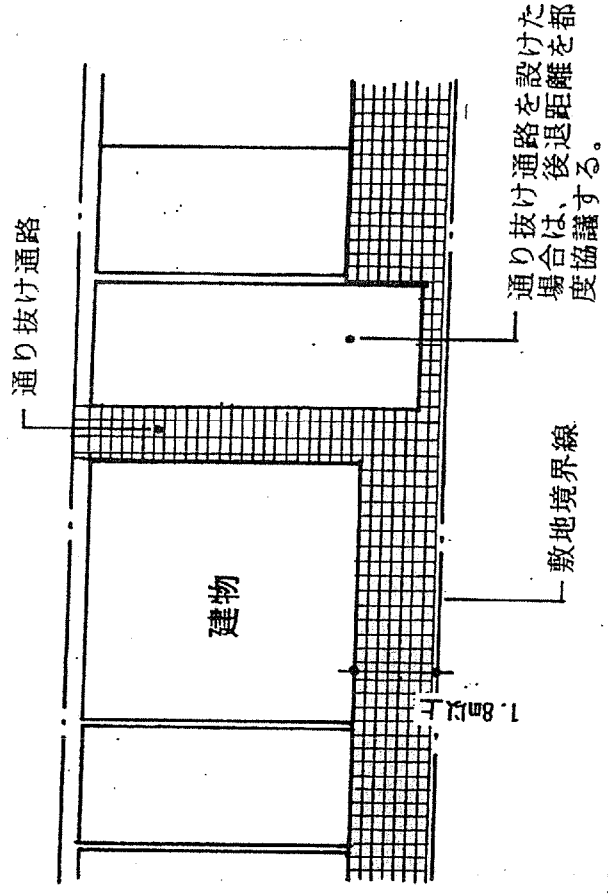 通り抜け通路
建物
1.8m以上
敷地境界線
通り抜け通路を設けた
場合は、後退距離を都
度協議する。